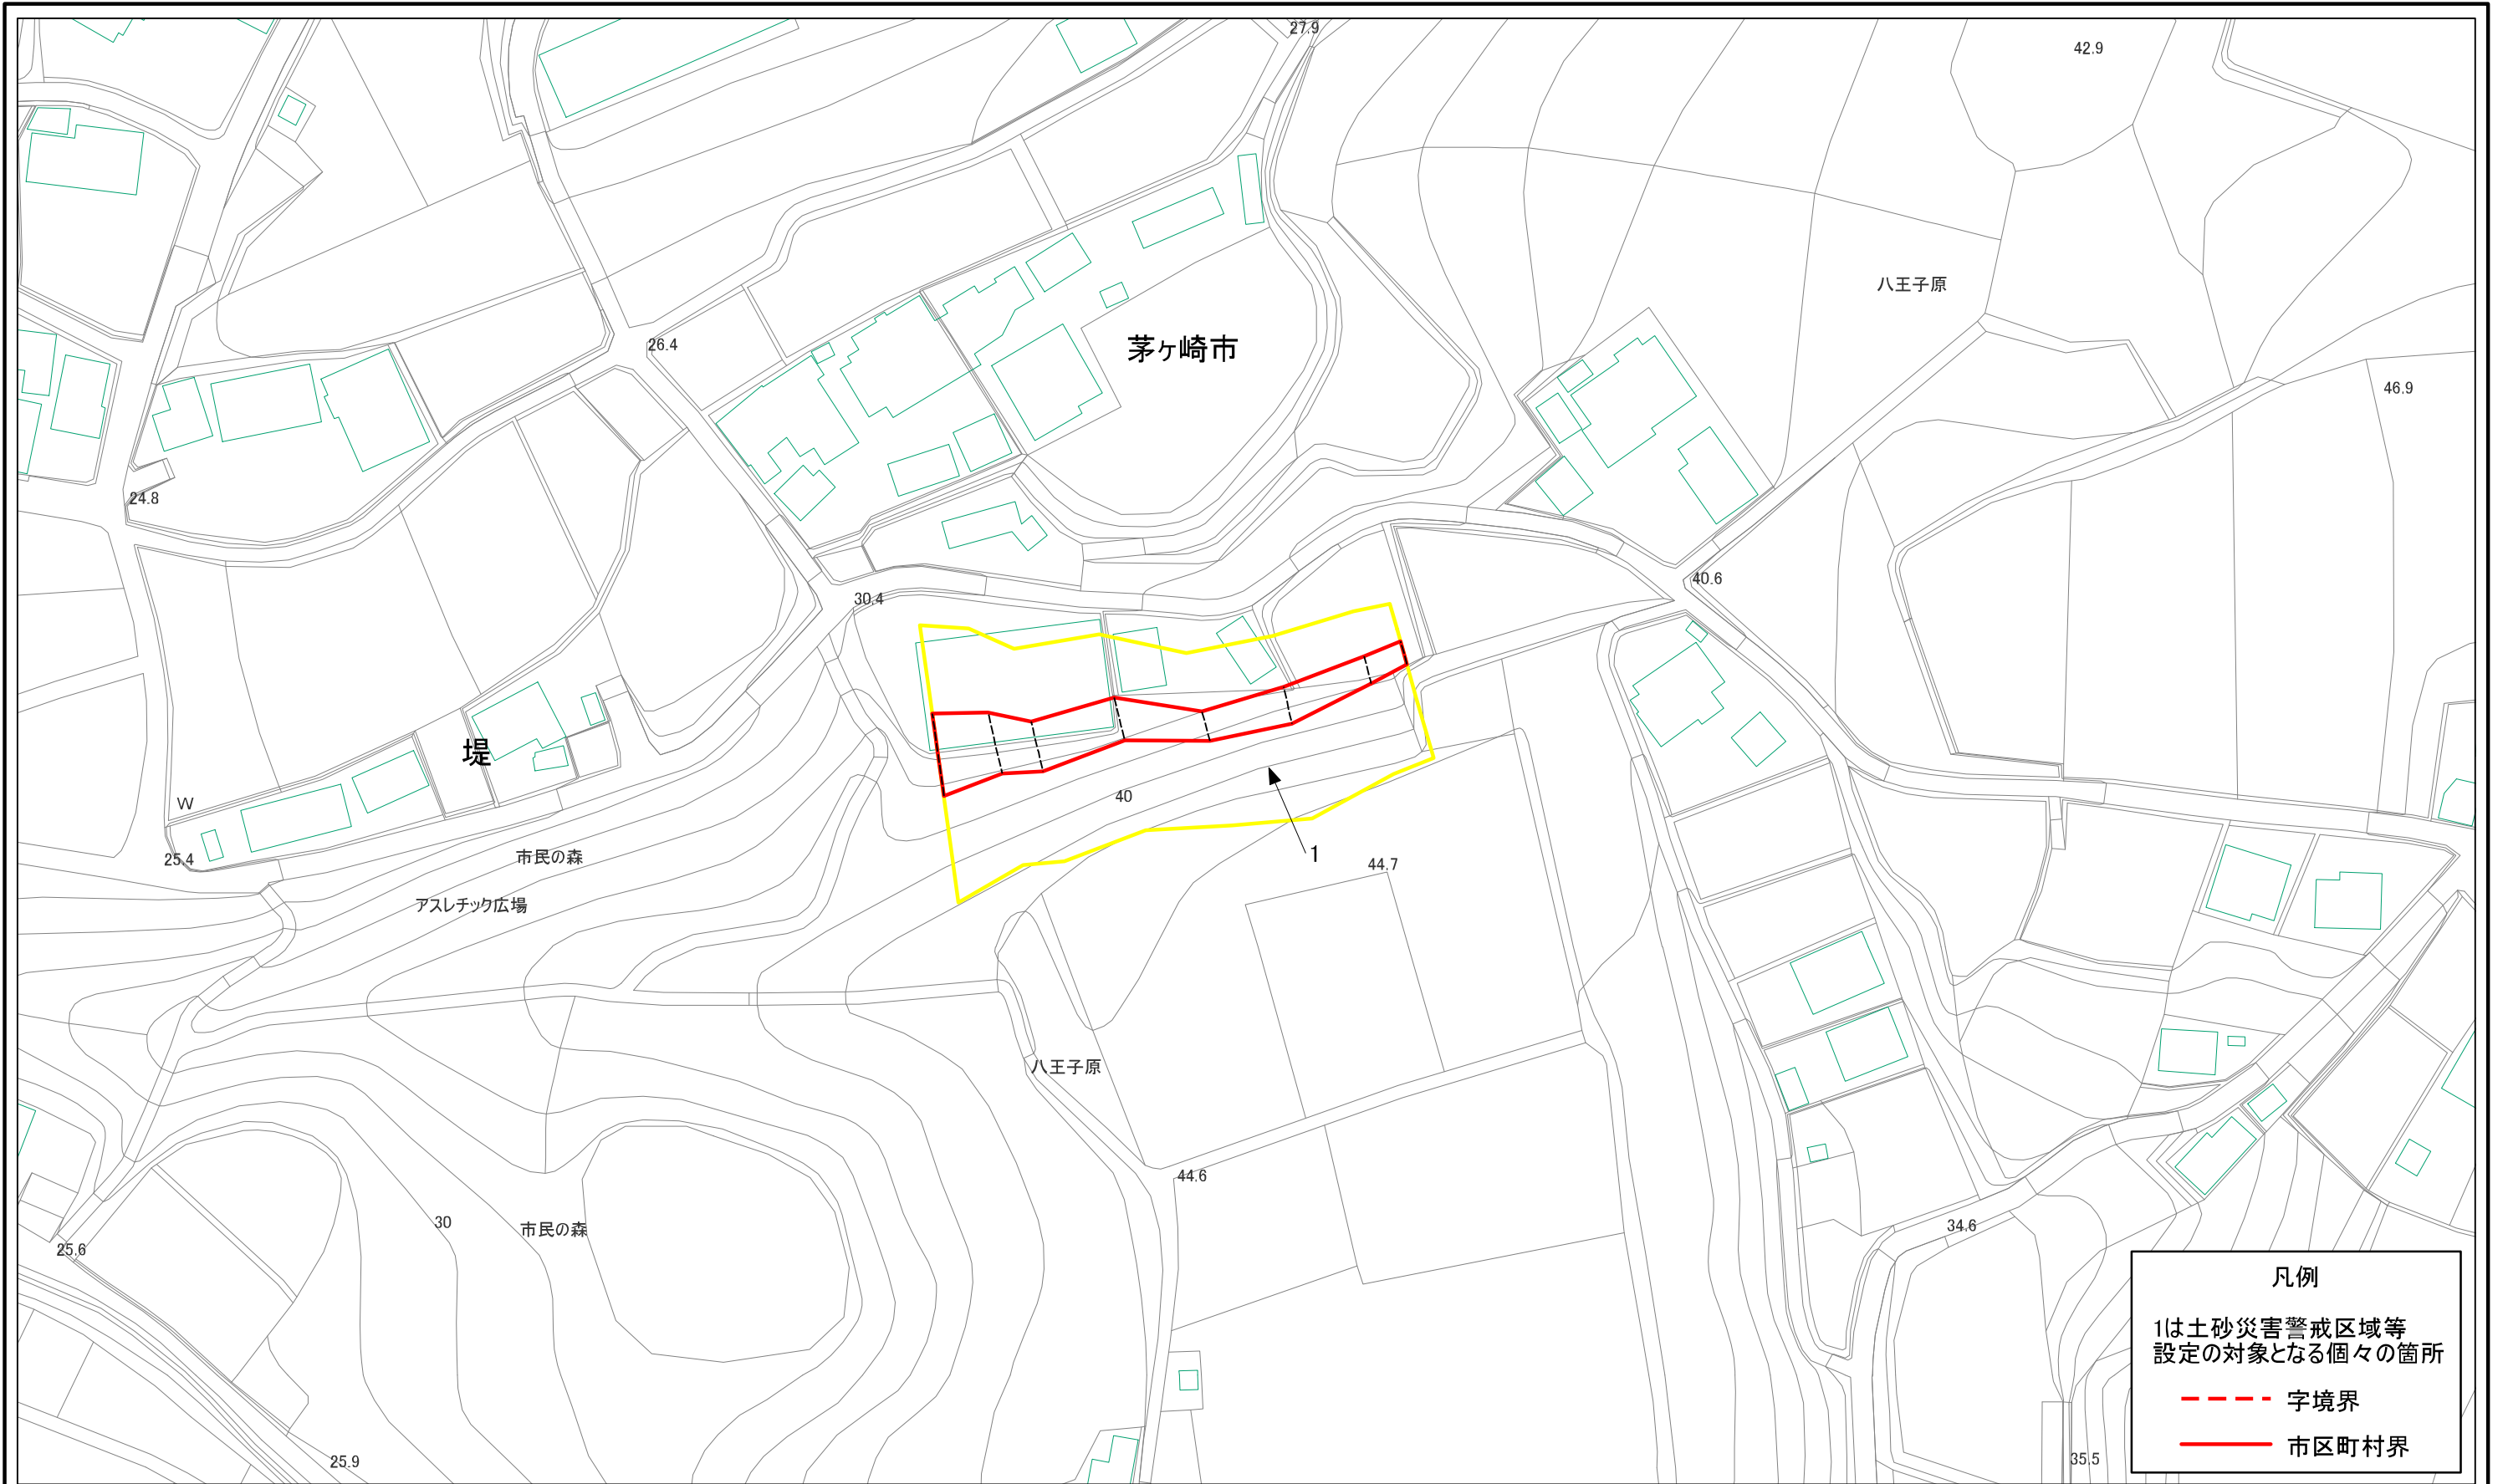 27.9
42.9
八王子原
茅ヶ崎市
26.4
46.9
24.8
40.6
30.4
堤
W
40
25.4
市民の森
1
44.7
アスレチック広場
八王子原
44.6
30
市民の森
34.6
25.6
25.9
35.5
凡例
1は土砂災害警戒区域等
設定の対象となる個々の箇所
字境界
市区町村界